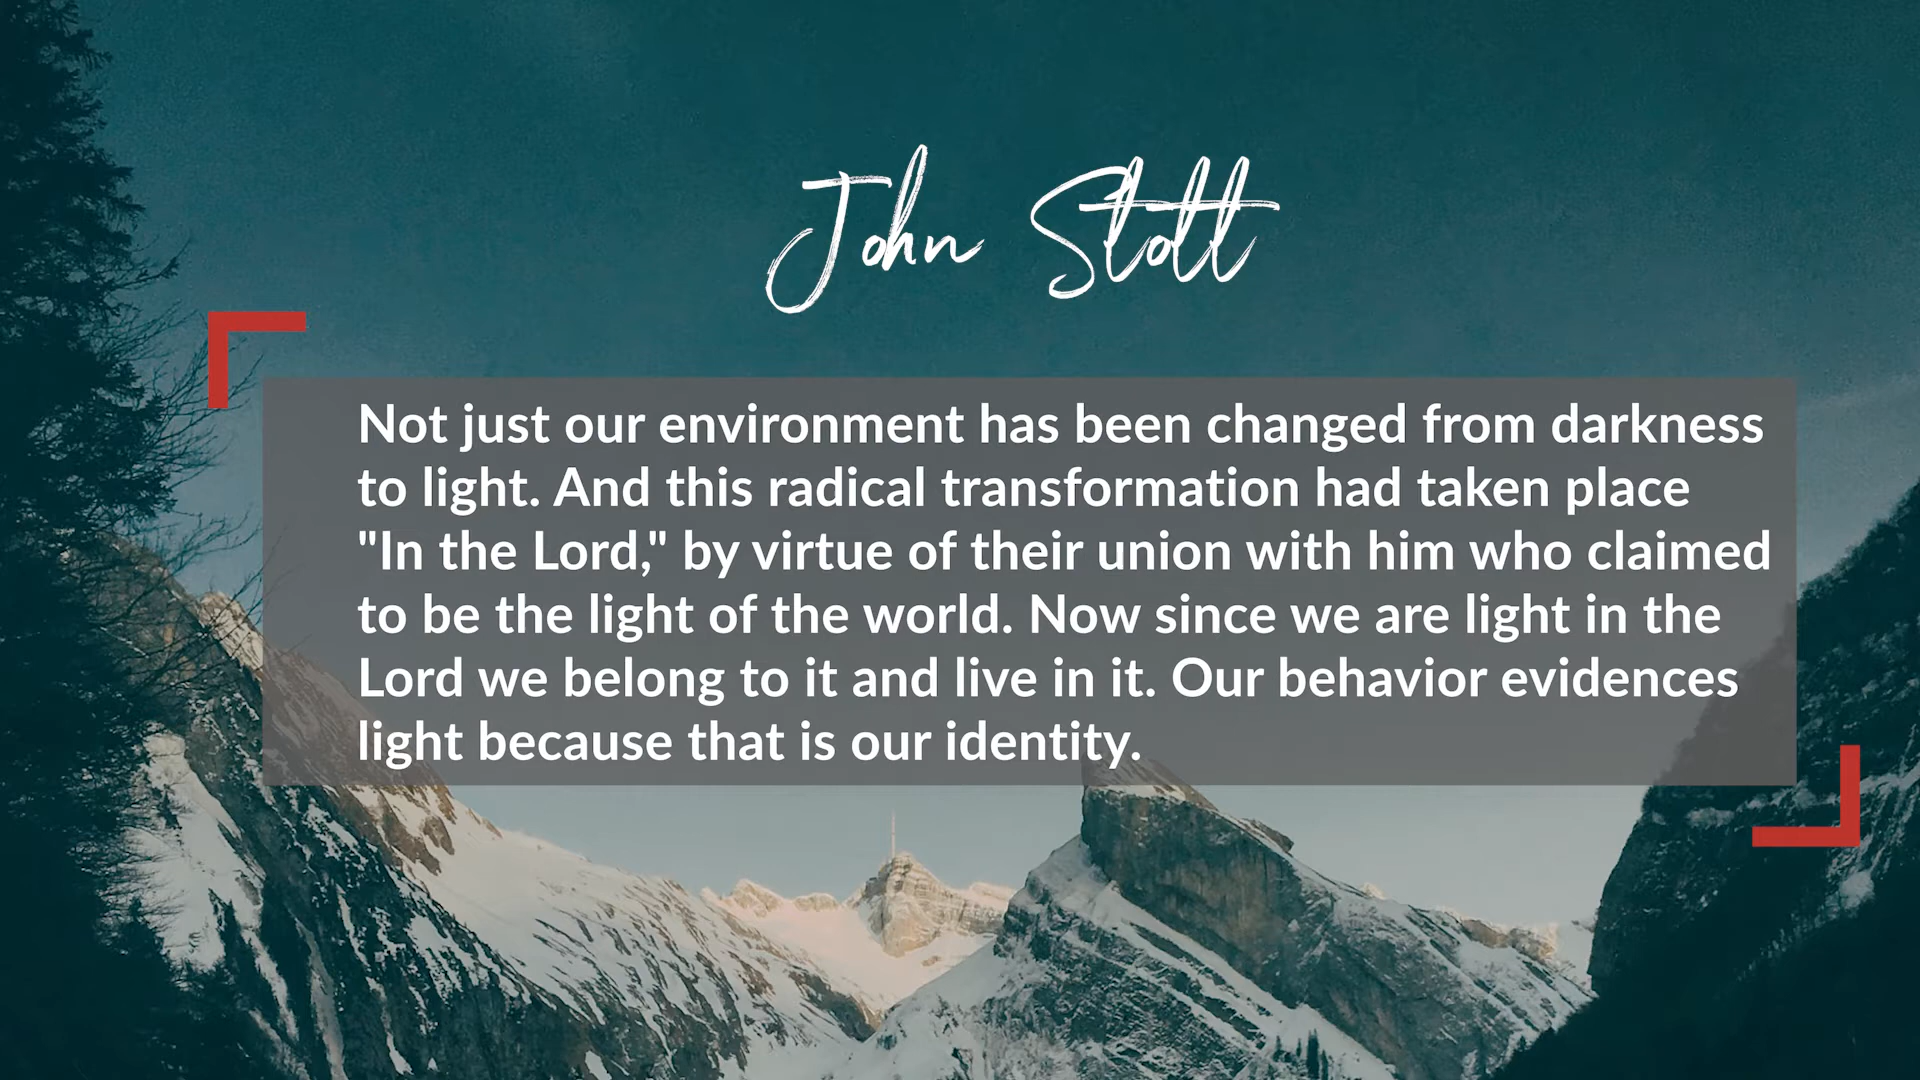 John Stott
Not just our environment has been changed from darkness
to light. And this radical transformation had taken place
"In the Lord," by virtue of their union with him who claimed
to be the light of the world. Now since we are light in the
Lord we belong to it and live in it. Our behavior evidences
light because that is our identity.